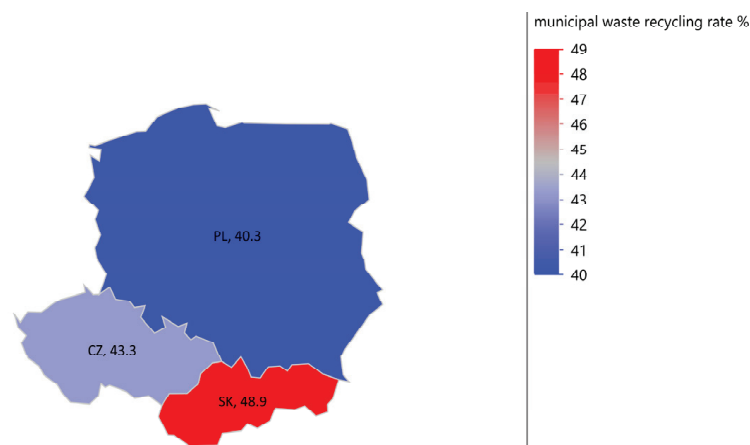 municipal waste recycling rate %
49
48
47
46
45
44
43
42
41
40
PL, 40.3
CZ, 43.3
SK, 48.9